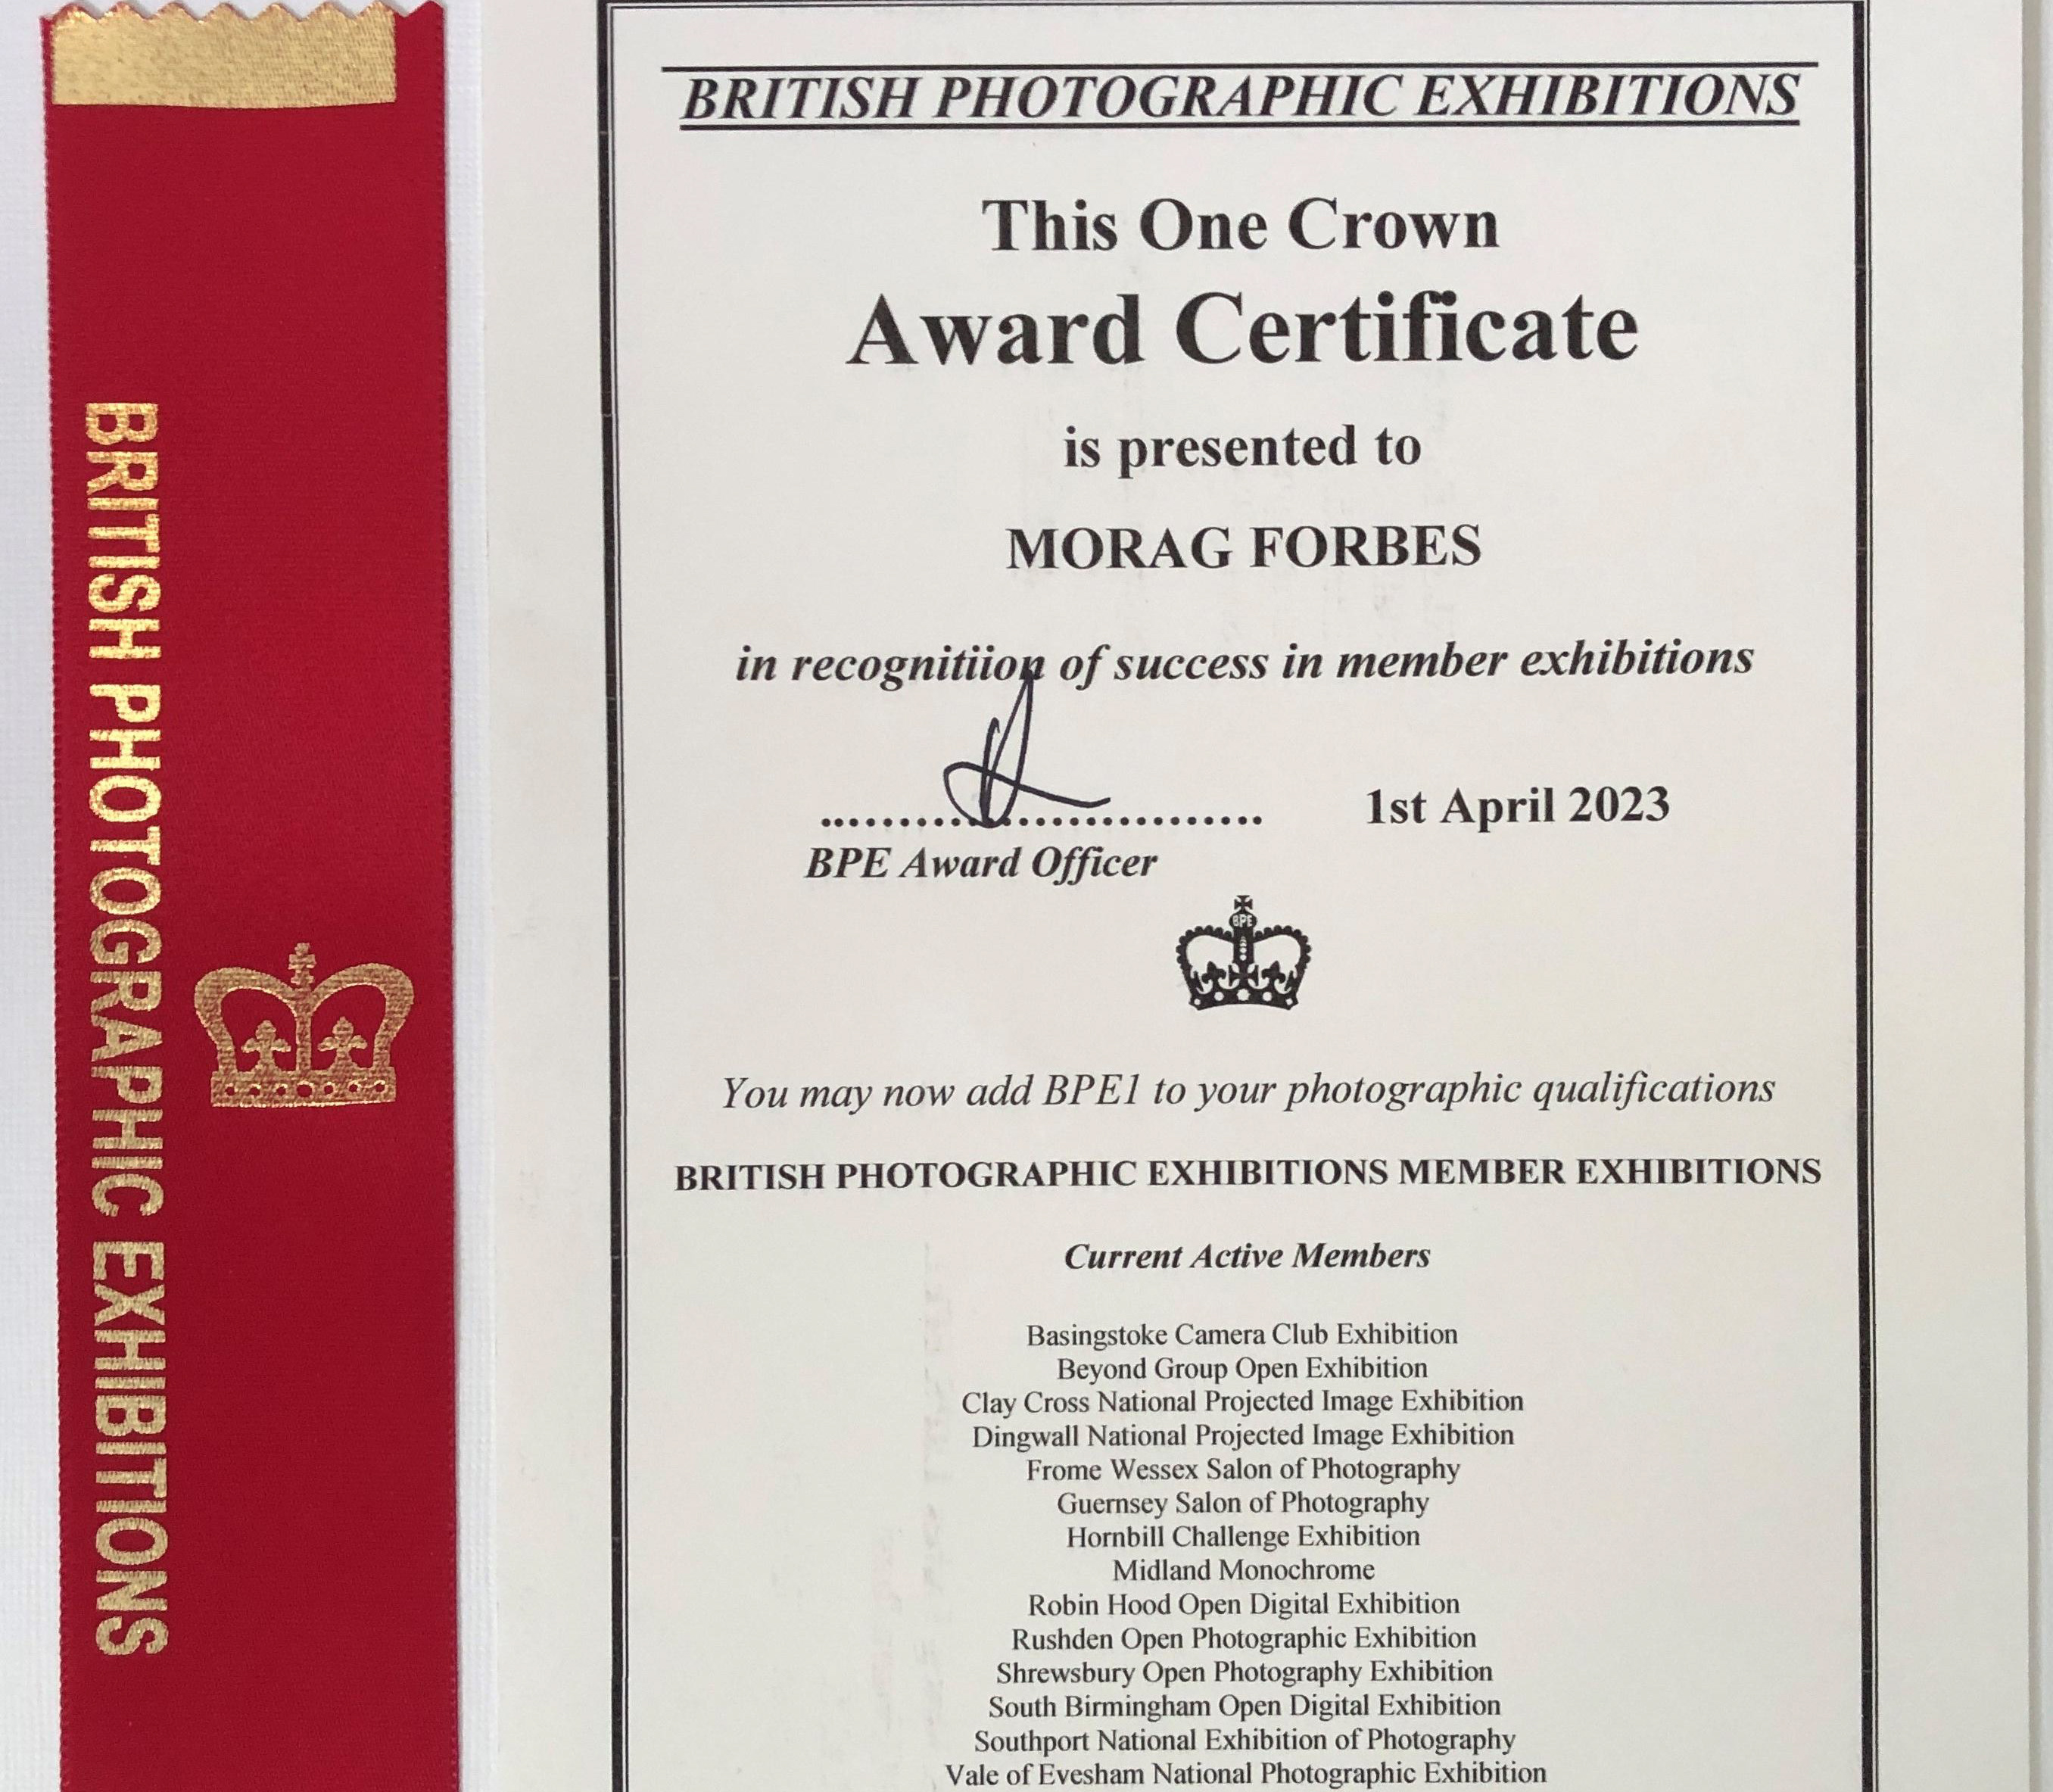 BRITISH PHOTOGRAPHIC EXHIBITIONS
BRITISH PHOTOGRAPHIC EXHIBITIONS
This One Crown
Award Certificate
is presented to
MORAG FORBES
in recognitiion of success in member exhibitions
1st April 2023
BPE Award Officer
BPE
You may now add BPE1 to your photographic qualifications
BRITISH PHOTOGRAPHIC EXHIBITIONS MEMBER EXHIBITIONS
Current Active Members
Basingstoke Camera Club Exhibition
Beyond Group Open Exhibition
Clay Cross National Projected Image Exhibition
Dingwall National Projected Image Exhibition
Frome Wessex Salon of Photography
Guernsey Salon of Photography
Hornbill Challenge Exhibition
Midland Monochrome
Robin Hood Open Digital Exhibition
Rushden Open Photographic Exhibition
Shrewsbury Open Photography Exhibition
South Birmingham Open Digital Exhibition
Southport National Exhibition of Photography
Vale of Evesham National Photographic Exhibition